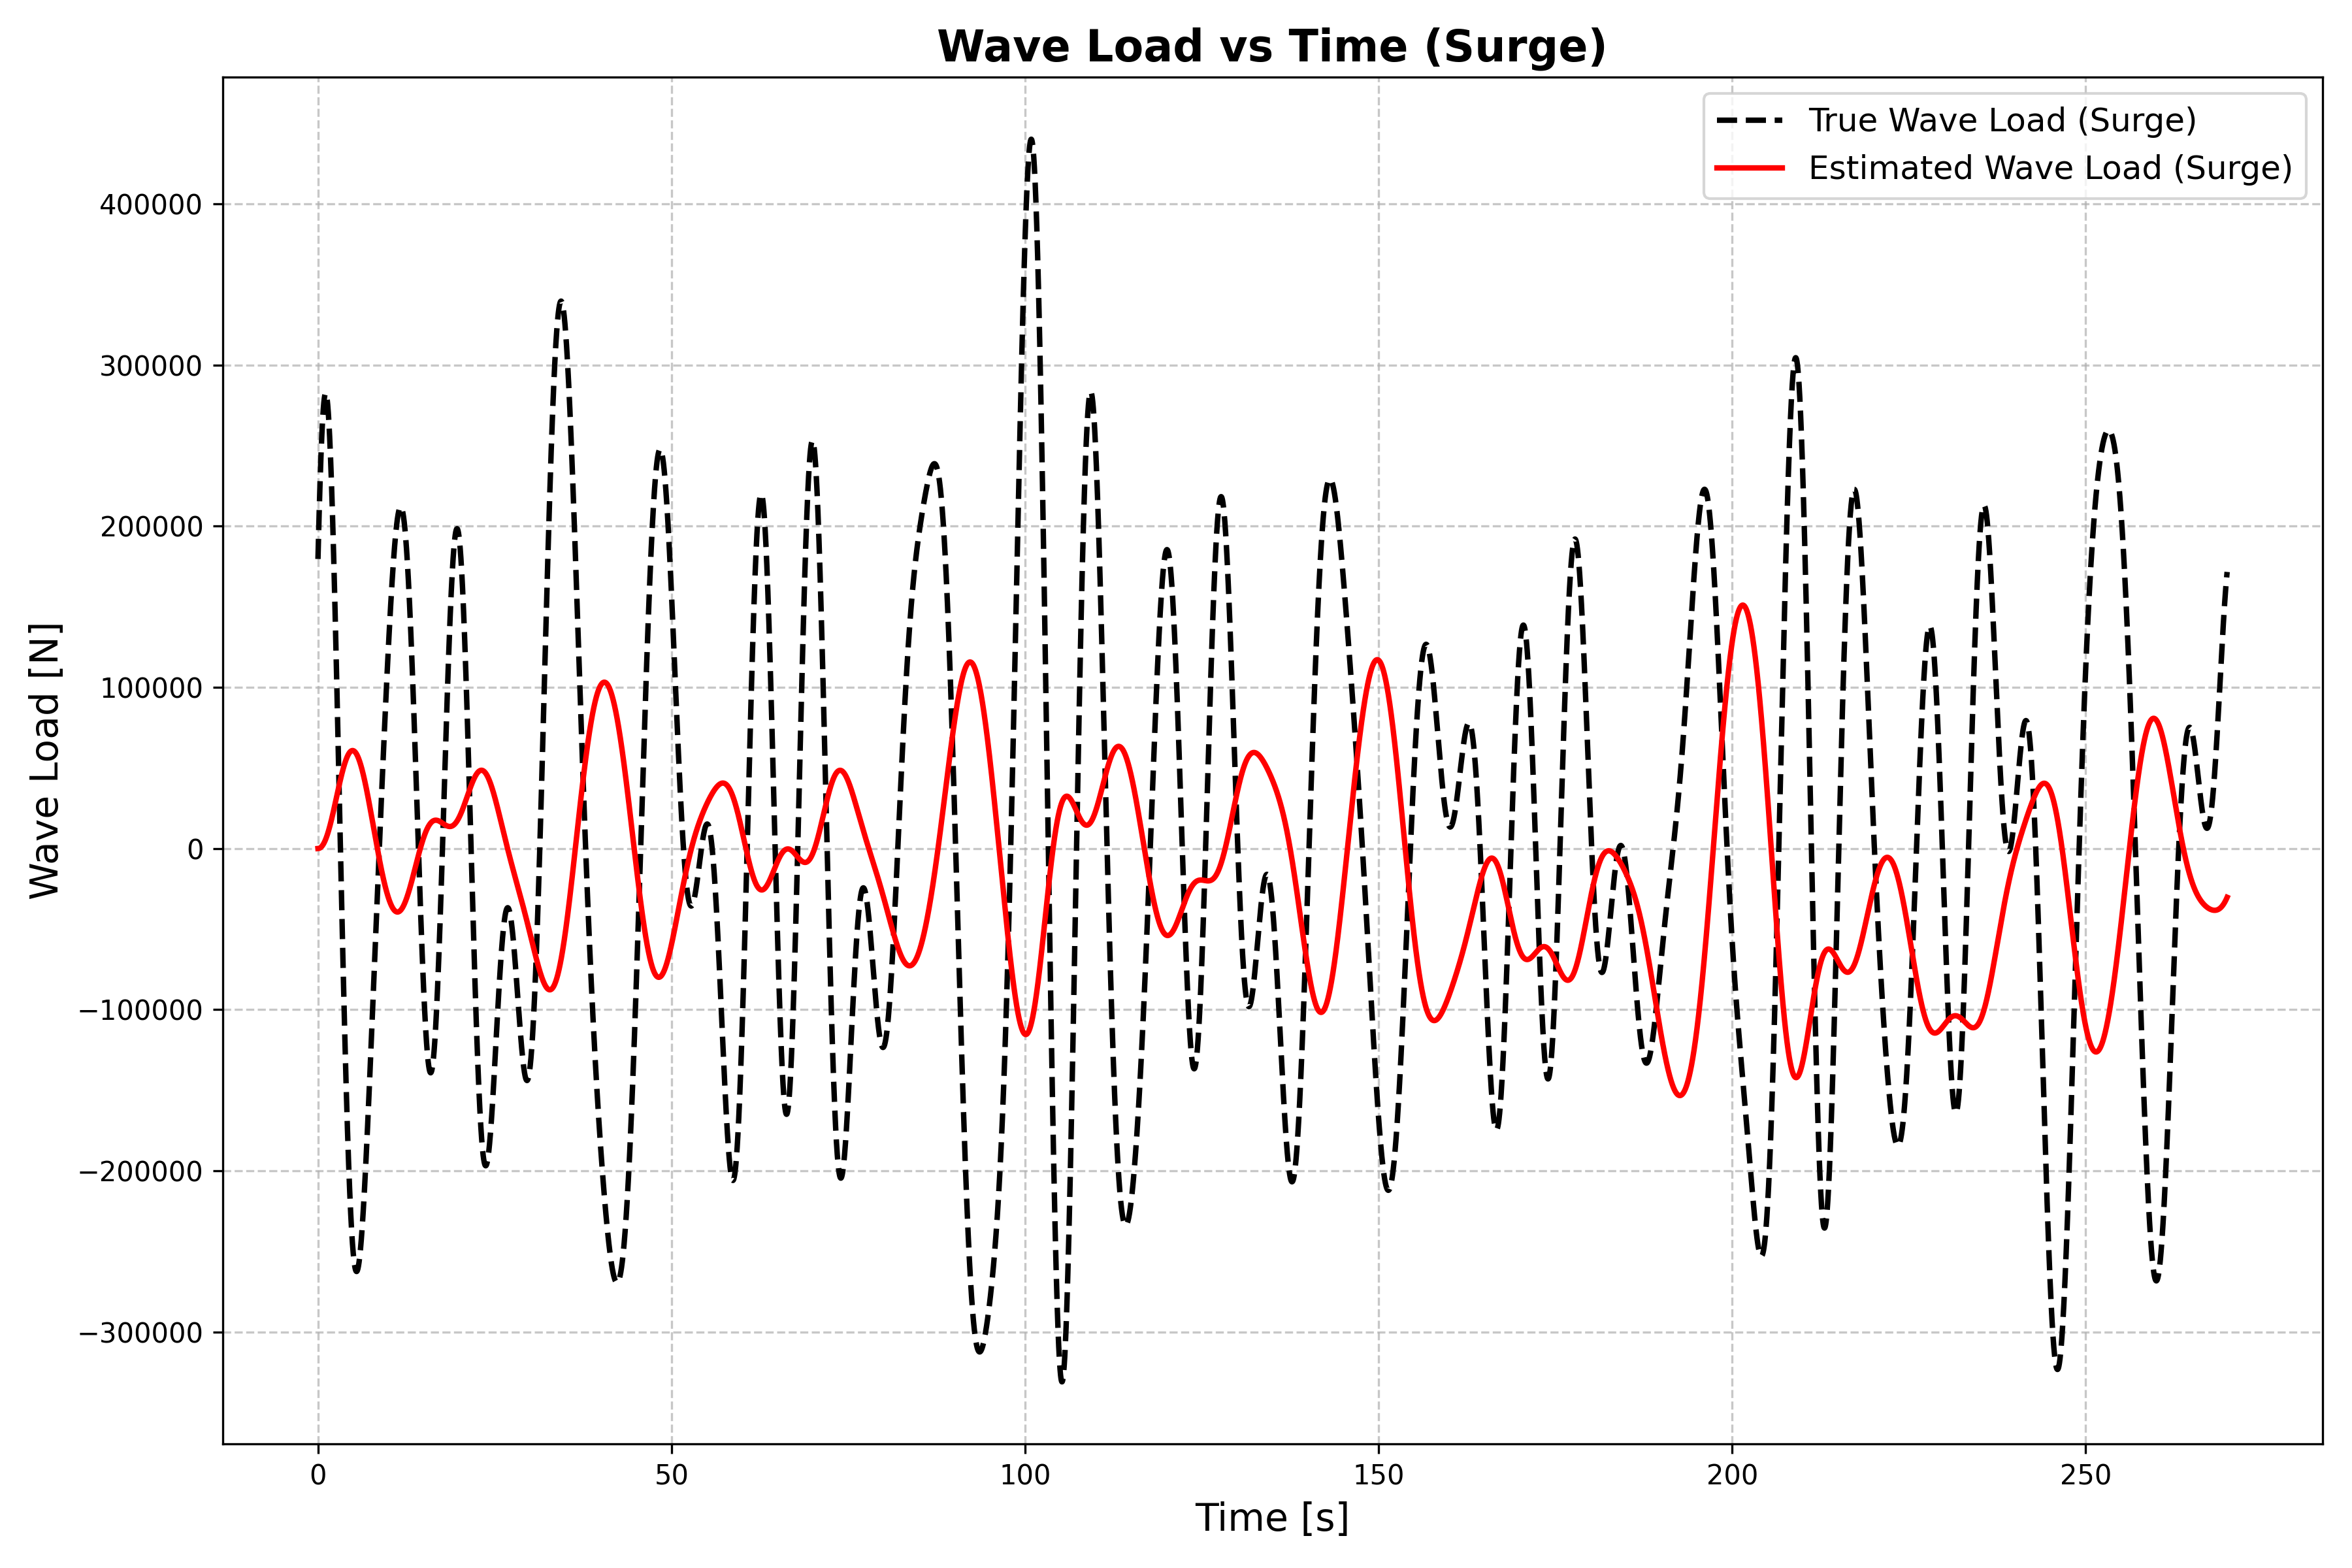 Wave Load vs Time (Surge)
True Wave Load (Surge)
Estimated Wave Load (Surge)
Wave Load [N]
400000
300000
200000
100000
0
−100000
−200000
−300000
0 50 100 150 200 250
Time [s]